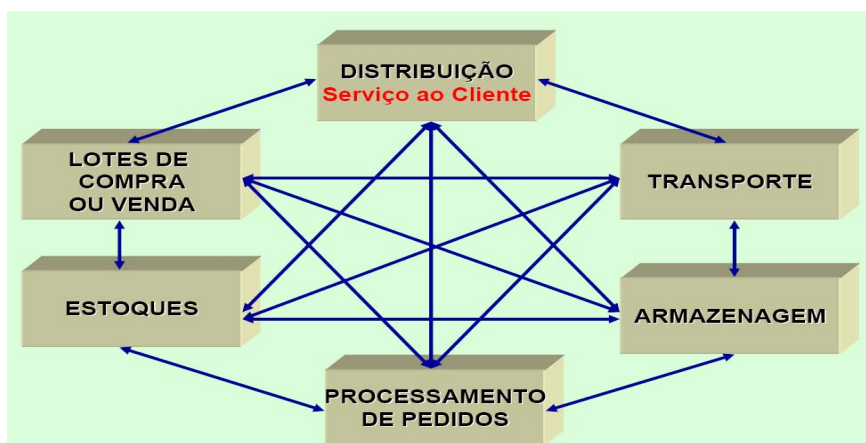 DISTRIBUIÇÃO
Serviço ao Cliente
LOTES DE
COMPRA
OU VENDA
TRANSPORTE
ESTOQUES
ARMAZENAGEM
PROCESSAMENTO
DE PEDIDOS